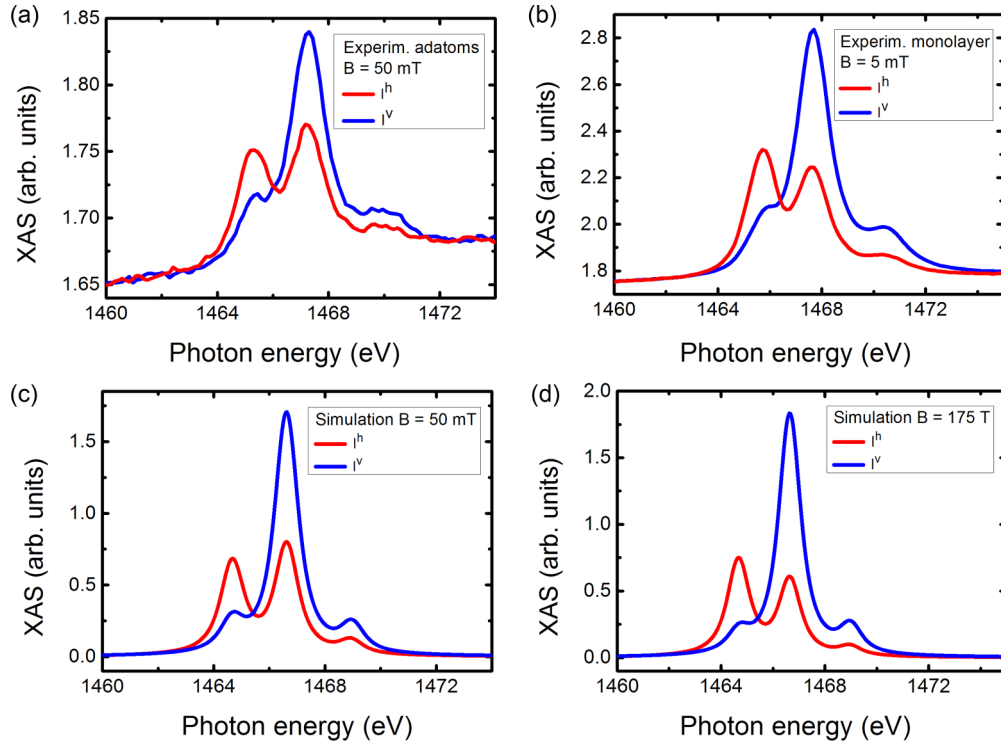 (a)
1.85
1.80
1.75
1.70
1.65
XAS (arb. units)
Experim. adatoms
B = 50 mT
I^h
I^v
1460 1464 1468 1472
Photon energy (eV)
(b)
2.8
2.6
2.4
2.2
2.0
1.8
XAS (arb. units)
Experim. monolayer
B = 5 mT
I^h
I^v
1460 1464 1468 1472
Photon energy (eV)
(c)
1.5
1.0
0.5
0.0
XAS (arb. units)
Simulation B = 50 mT
I^h
I^v
1460 1464 1468 1472
Photon energy (eV)
(d)
2.0
1.5
1.0
0.5
0.0
XAS (arb. units)
Simulation B = 175 T
I^h
I^v
1460 1464 1468 1472
Photon energy (eV)